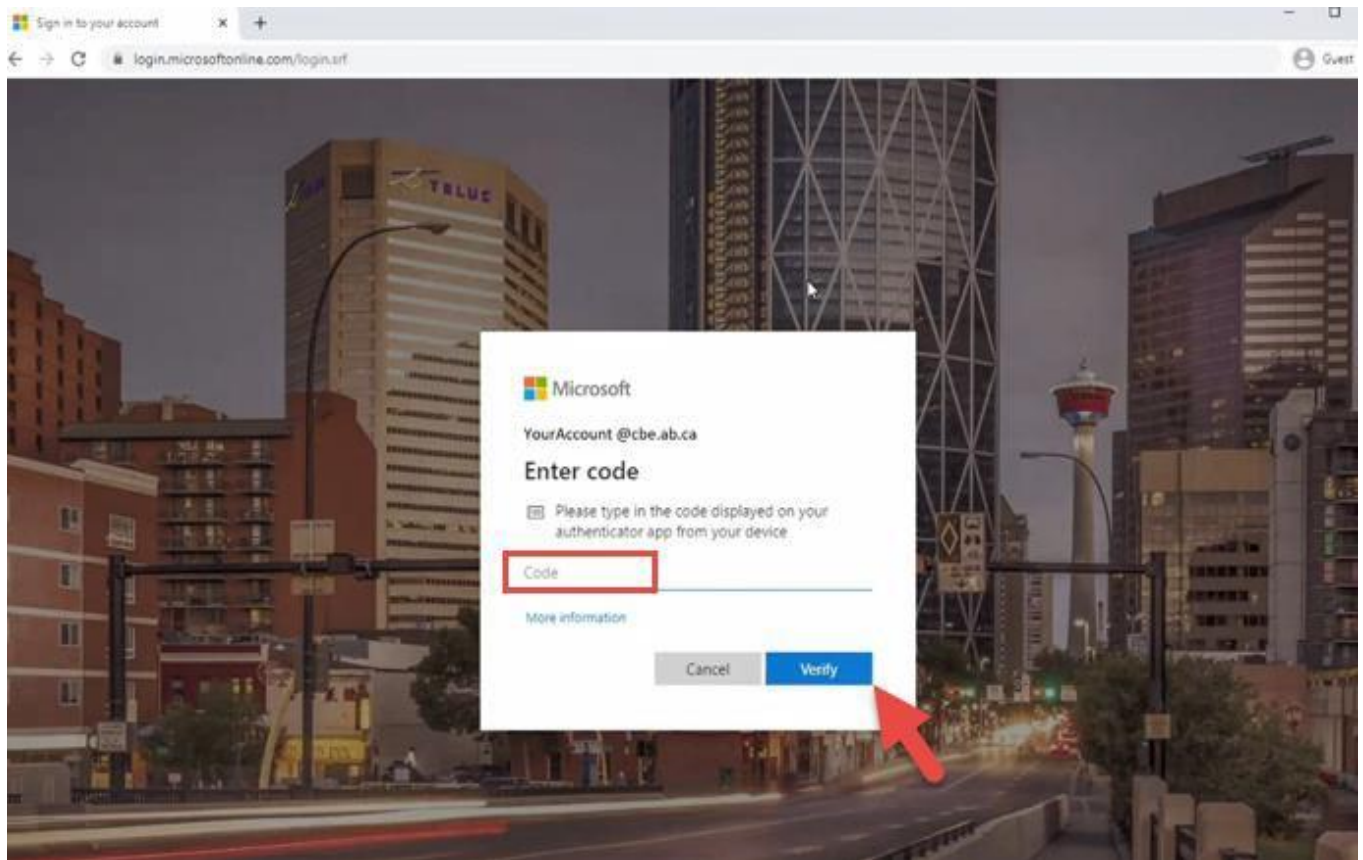 Sign in to your account
login.microsoftonline.com/login.srf
Guest
TELUS
Microsoft
YourAccount @cbe.ab.ca
Enter code
Please type in the code displayed on your
authenticator app from your device
Code
More information
Cancel
Verify